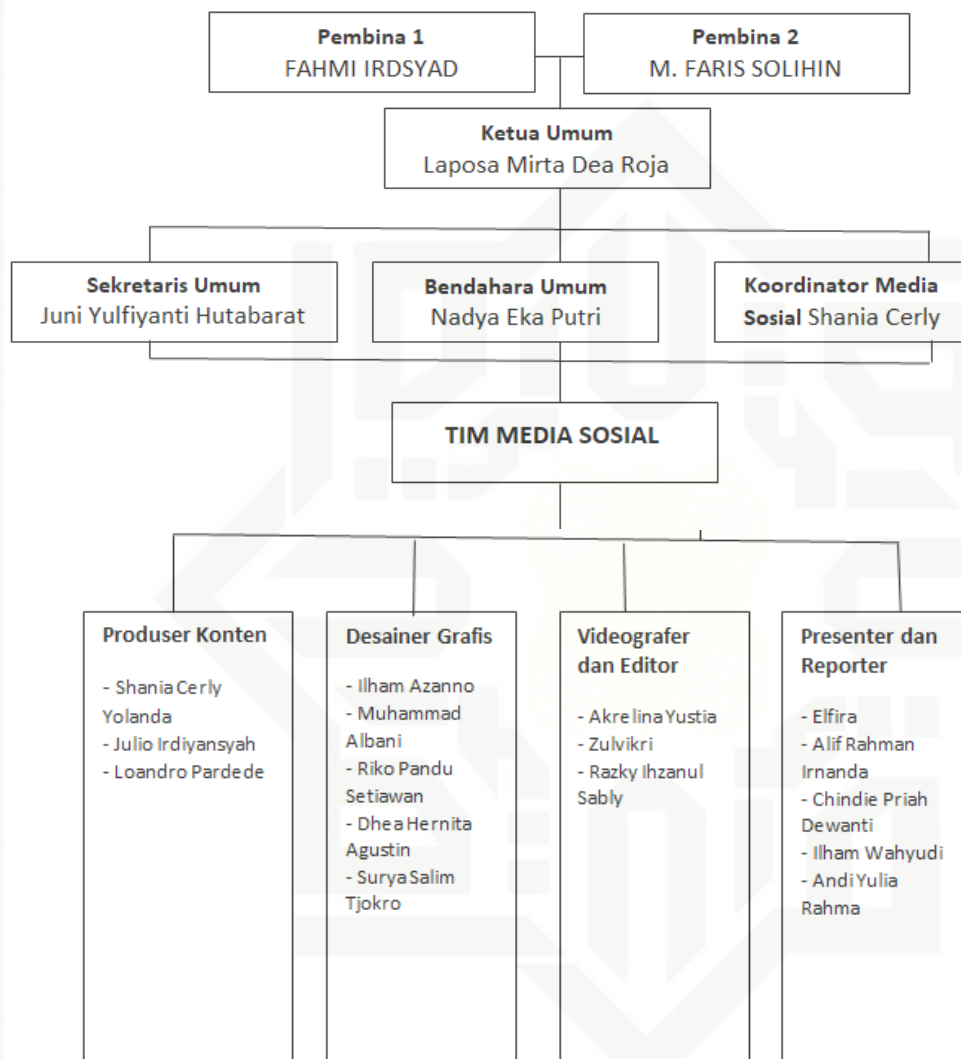 Pembina 1
FAHMI IRDSYAD
Pembina 2
M. FARIS SOLIHIN
Ketua Umum
Laposa Mirta Dea Roja
Sekretaris Umum
Juni Yulfiyanti Hutabarat
Bendahara Umum
Nadya Eka Putri
Koordinator Media
Sosial Shania Cerly
TIM MEDIA SOSIAL
Produser Konten
- Shania Cerly
Yolanda
- Julio Irdiyansyah
- Loandro Pardede
Desainer Grafis
- Ilham Azanno
- Muhammad
Albani
- Riko Pandu
Setiawan
- Dhea Hernita
Agustin
- Surya Salim
Tjokro
Videografer
dan Editor
- Akrelina Yustia
- Zulvikri
- Razky Ihzanul
Sably
Presenter dan
Reporter
- Elfira
- Alif Rahman
Irnanda
- Chindie Priah
Dewanti
- Ilham Wahyudi
- Andi Yulia
Rahma